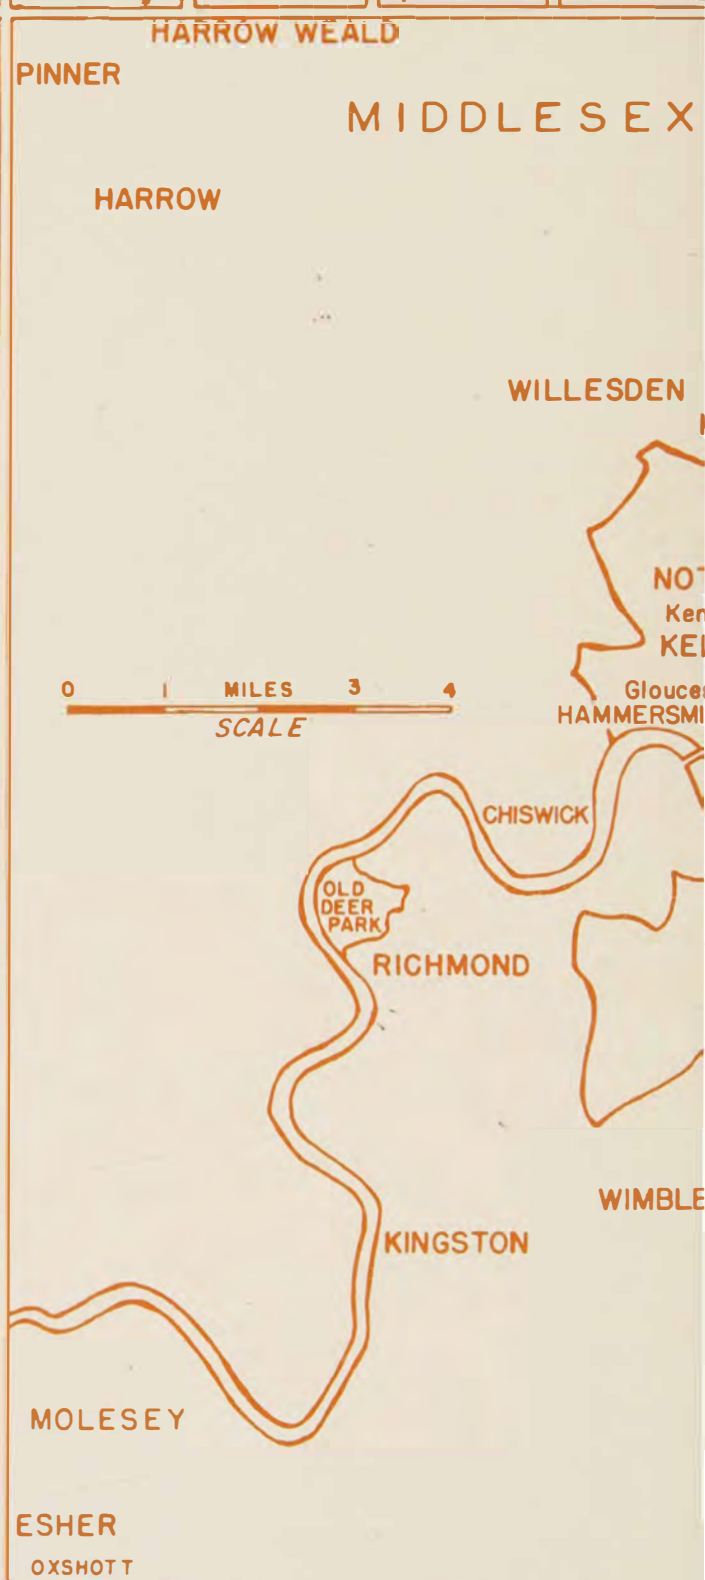 HARROW WEALD
PINNER
MIDDLESEX
HARROW
WILLESDEN
0 1 MILES 3 4
SCALE
HAMMERSMI
CHISWICK
OLD
DEER
PARK
RICHMOND
WIMBLE
KINGSTON
MOLESEY
ESHER
OXSHOTT